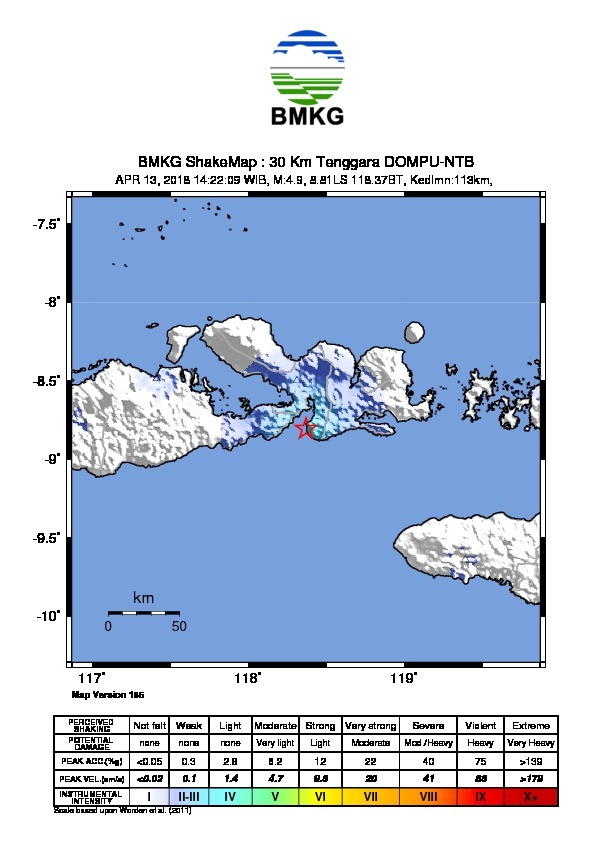 BMKG
BMKG ShakeMap : 30 Km Tenggara DOMPU-NTB
APR 13, 2018 14:22:09 WIB, M:4.9, 8.81LS 118.37BT, Kedlmn:113km,
-7.5°
-8°
-8.5°
-9°
-9.5°
-10°
km
0 50
117° 118° 119°
Map Version 165
PERCEIVED SHAKING Not felt Weak Light Moderate Strong Very strong Severe Violent Extreme
POTENTIAL DAMAGE none none none Very light Light Moderate Mod./Heavy Heavy Very Heavy
PEAK ACC.(%g) <0.05 0.3 2.8 6.2 12 22 40 75 >139
PEAK VEL.(cm/s) <0.02 0.1 1.4 4.7 9.6 20 41 86 >178
INSTRUMENTAL INTENSITY I II-III IV V VI VII VIII IX X+
Scale based upon Worden et al. (2011)